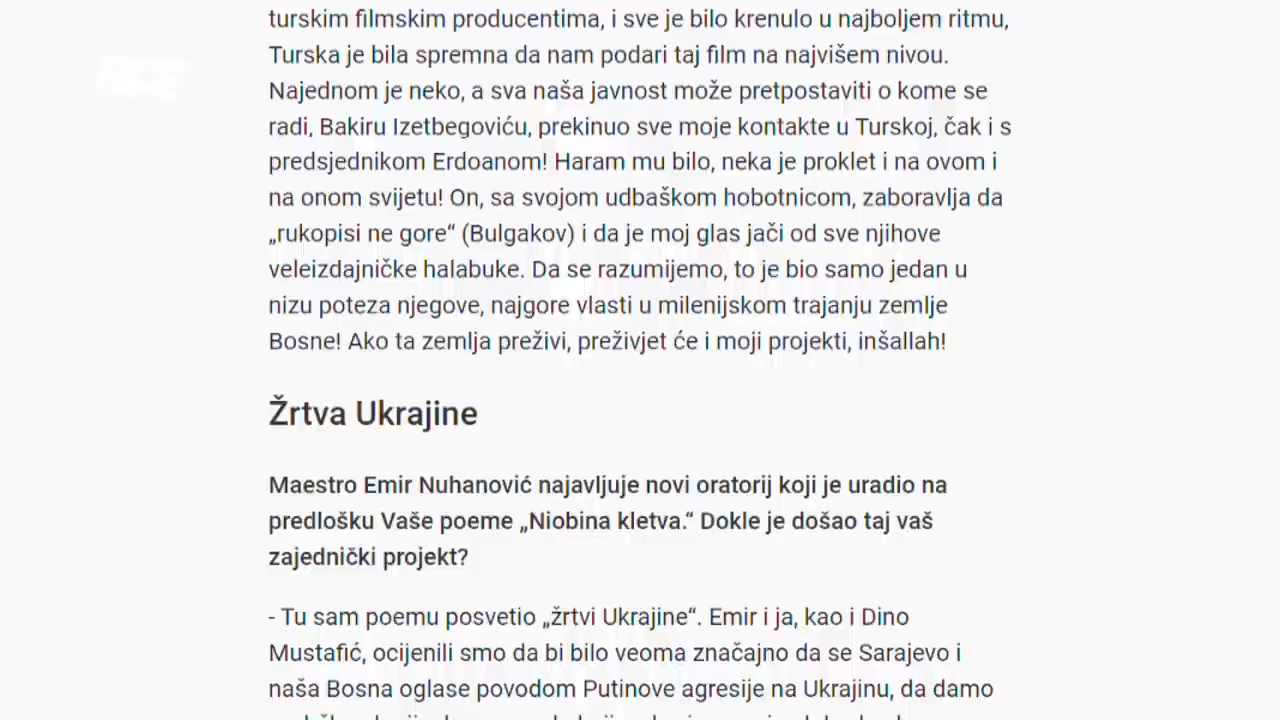 turskim filmskim producentima, i sve je bilo krenulo u najboljem ritmu,
Turska je bila spremna da nam podari taj film na najvišem nivou.
Najednom je neko, a sva naša javnost može pretpostaviti o kome se
radi, Bakiru Izetbegoviću, prekinuo sve moje kontakte u Turskoj, čak i s
predsjednikom Erdoanom! Haram mu bilo, neka je proklet i na ovom i
na onom svijetu! On, sa svojom udbaškom hobotnicom, zaboravlja da
„rukopisi ne gore“ (Bulgakov) i da je moj glas jači od sve njihove
veleizdajničke halabuke. Da se razumijemo, to je bio samo jedan u
nizu poteza njegove, najgore vlasti u milenijskom trajanju zemlje
Bosne! Ako ta zemlja preživi, preživjet će i moji projekti, inšallah!
Žrtva Ukrajine
Maestro Emir Nuhanović najavljuje novi oratorij koji je uradio na
predlošku Vaše poeme „Niobina kletva.“ Dokle je došao taj vaš
zajednički projekt?
- Tu sam poemu posvetio „žrtvi Ukrajine“. Emir i ja, kao i Dino
Mustafić, ocijenili smo da bi bilo veoma značajno da se Sarajevo i
naša Bosna oglase povodom Putinove agresije na Ukrajinu, da damo